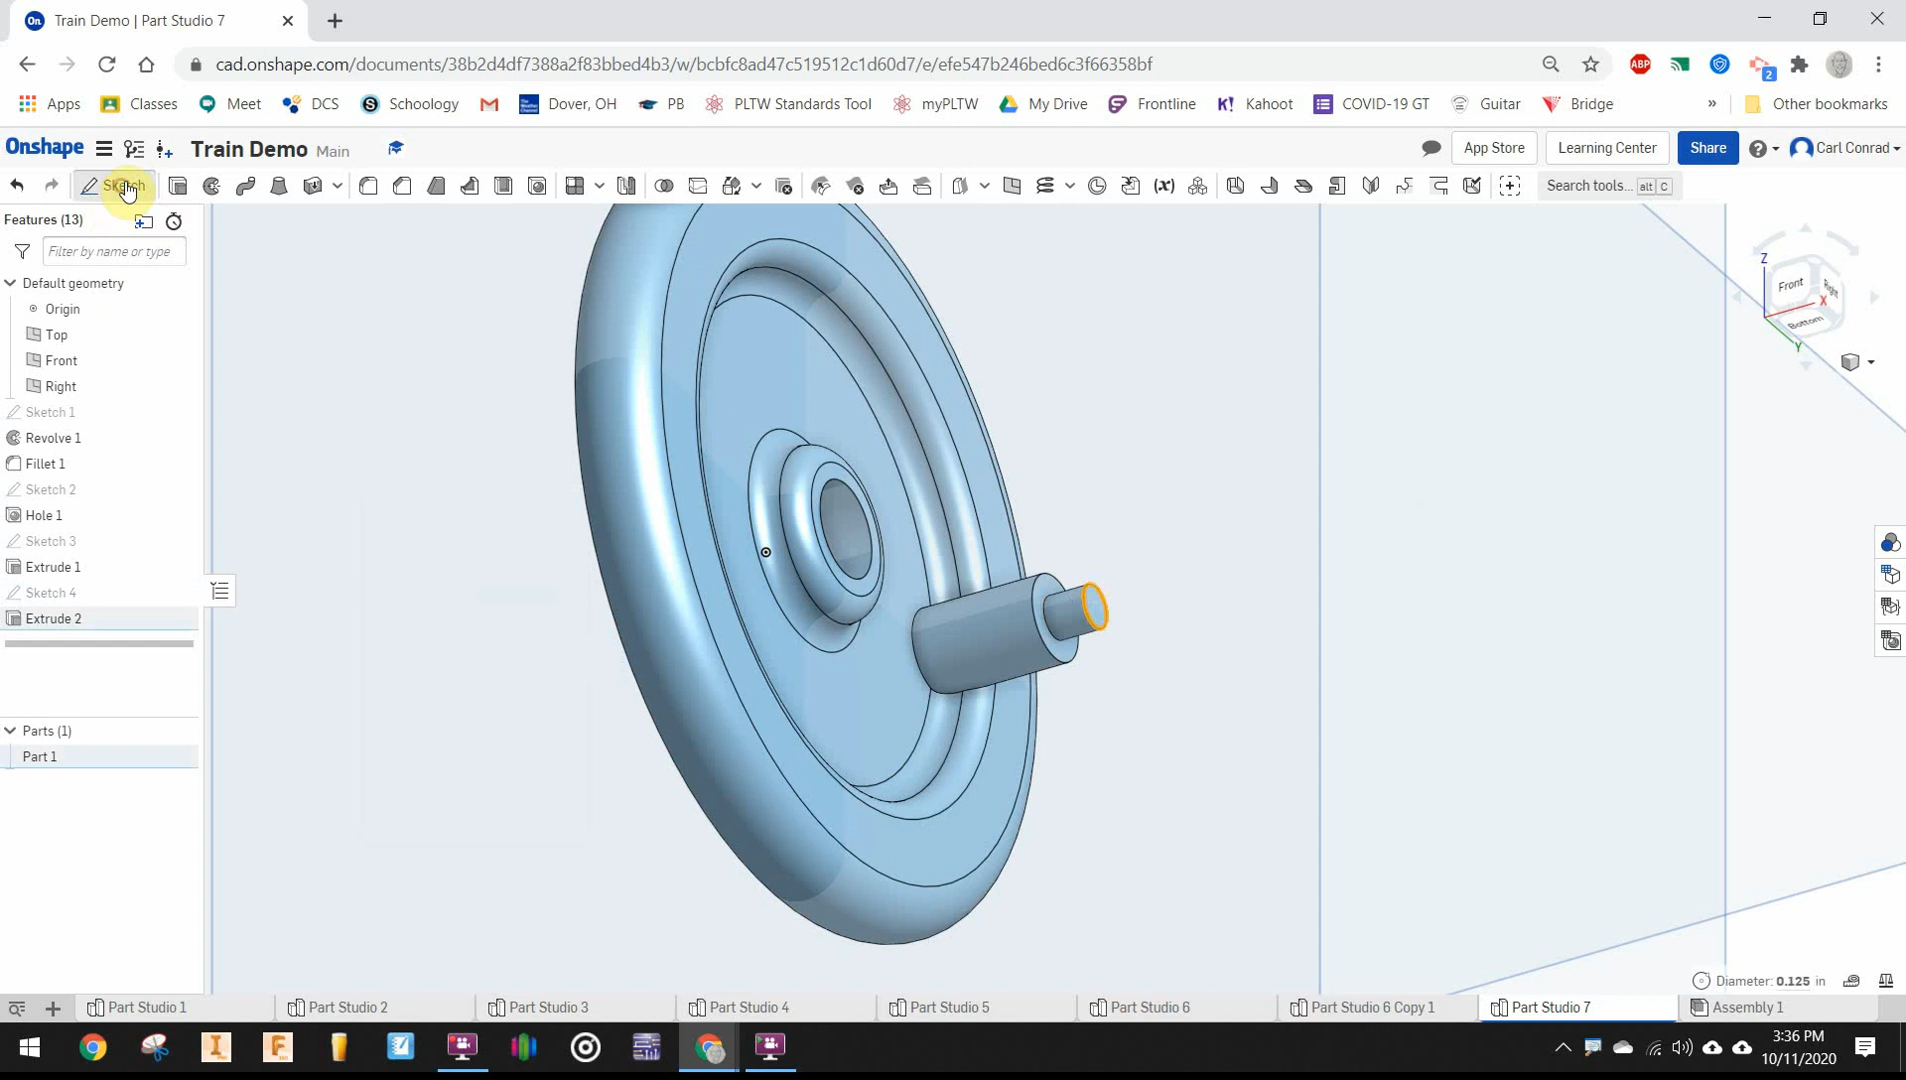 On Train Demo | Part Studio 7
cad.onshape.com/documents/38b2d4df7388a2f83bbed4b3/w/bcbfc8ad47c519512c1d60d7/e/efe547b246bed6c3f66358bf
ABP
2
Apps Classes Meet DCS Schoology Dover, OH PB PLTW Standards Tool myPLTW My Drive Frontline Kahoot COVID-19 GT Guitar Bridge » Other bookmarks
Onshape Train Demo Main App Store Learning Center Share Carl Conrad
Sketch (x) Search tools... alt C
Features (13)
Filter by name or type
Default geometry
Origin
Top
Front
Right
Sketch 1
Revolve 1
Fillet 1
Sketch 2
Hole 1
Sketch 3
Extrude 1
Sketch 4
Extrude 2
Parts (1)
Part 1
Z
Front Right
X
Bottom
Y
Diameter: 0.125 in
Part Studio 1 Part Studio 2 Part Studio 3 Part Studio 4 Part Studio 5 Part Studio 6 Part Studio 6 Copy 1 Part Studio 7 Assembly 1
3:36 PM
10/11/2020